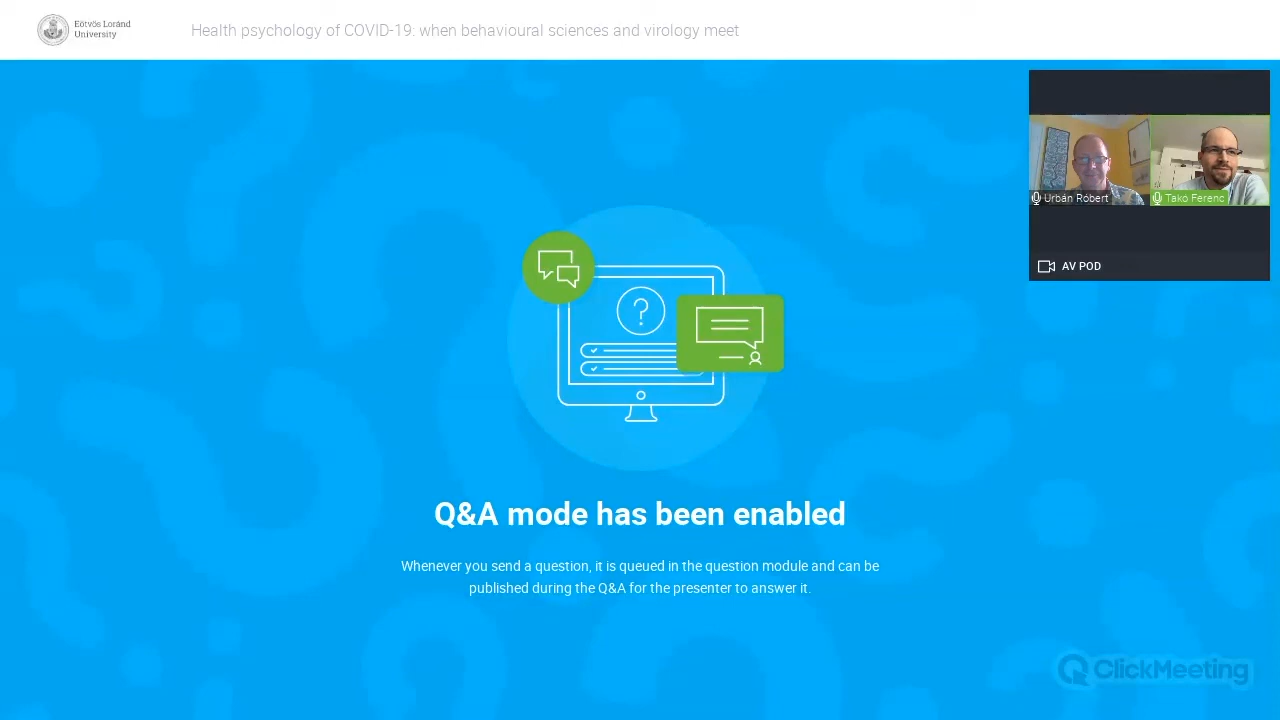 Eötvös Loránd
University
Health psychology of COVID-19: when behavioural sciences and virology meet
Urbán Róbert
Takó Ferenc
AV POD
?
Q&A mode has been enabled
Whenever you send a question, it is queued in the question module and can be
published during the Q&A for the presenter to answer it.
ClickMeeting